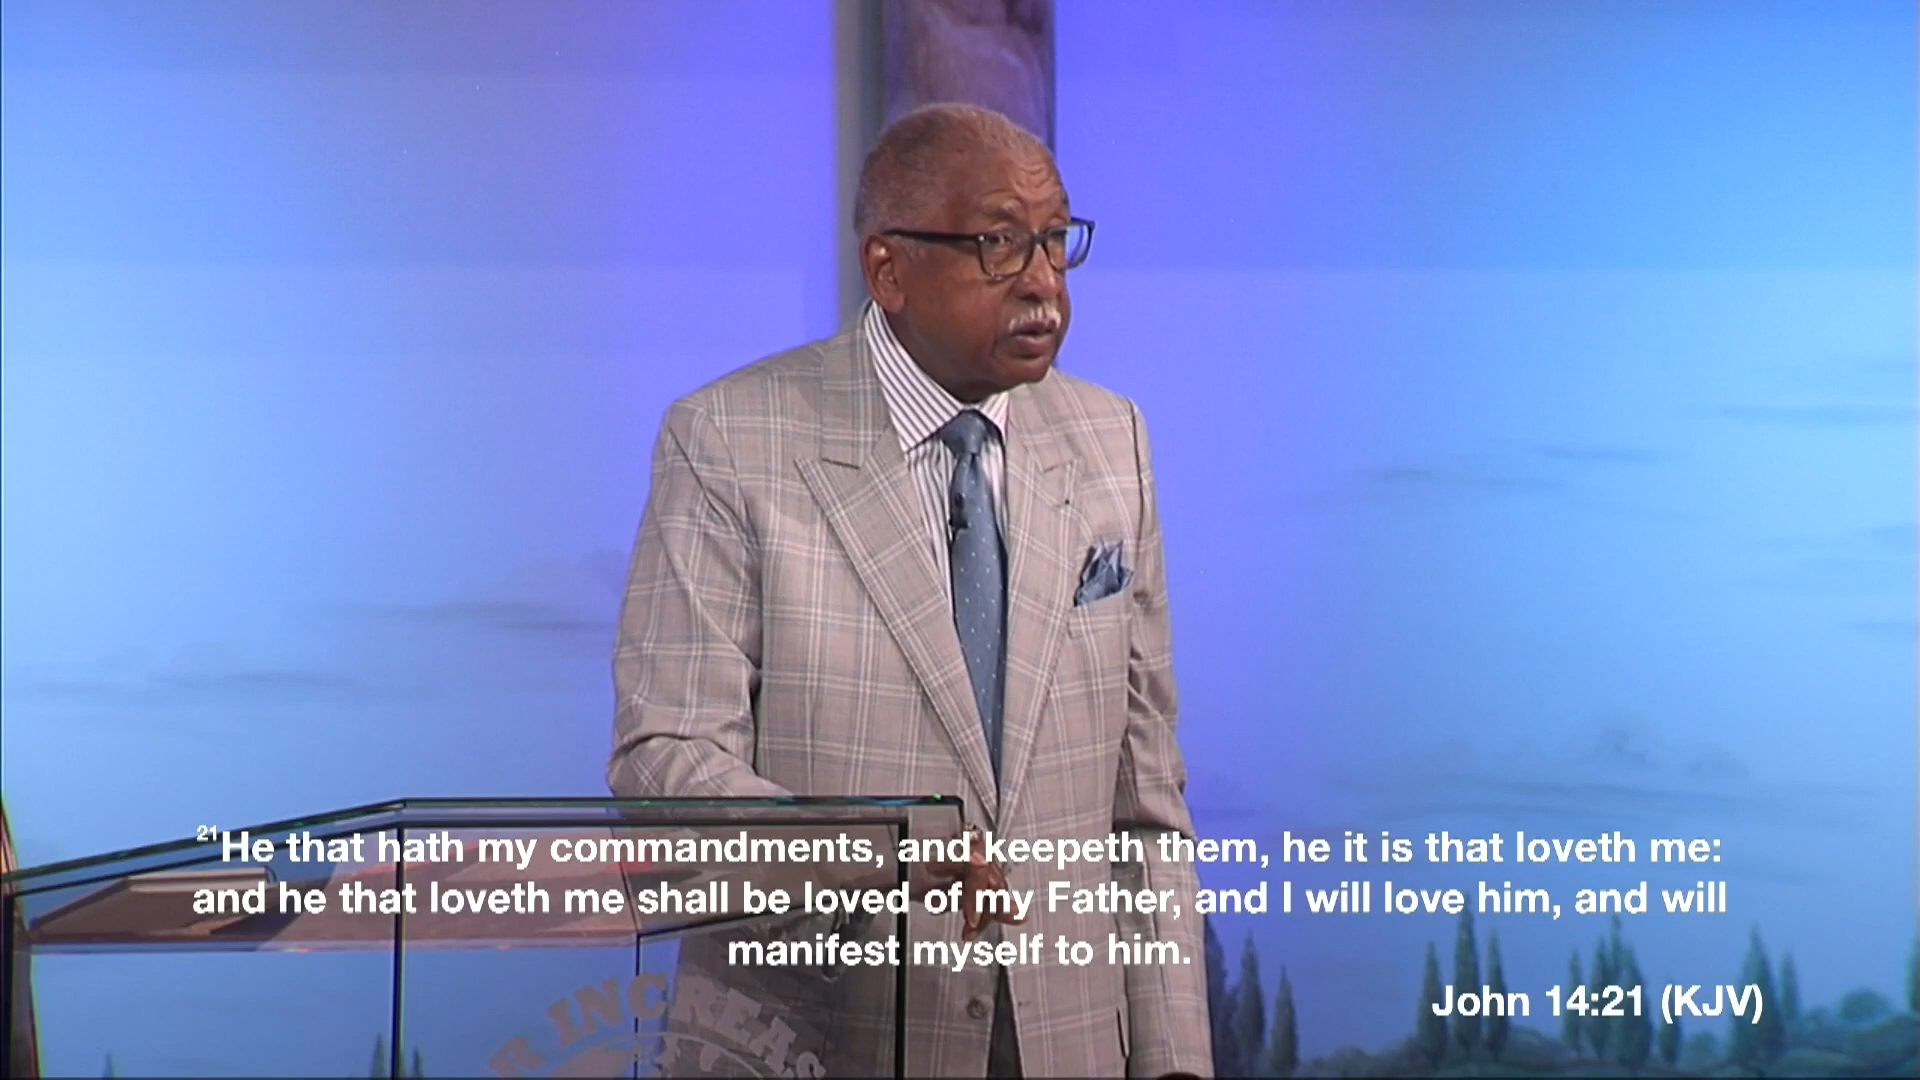 ²¹He that hath my commandments, and keepeth them, he it is that loveth me:
and he that loveth me shall be loved of my Father, and I will love him, and will
manifest myself to him.
John 14:21 (KJV)
R INCREAS